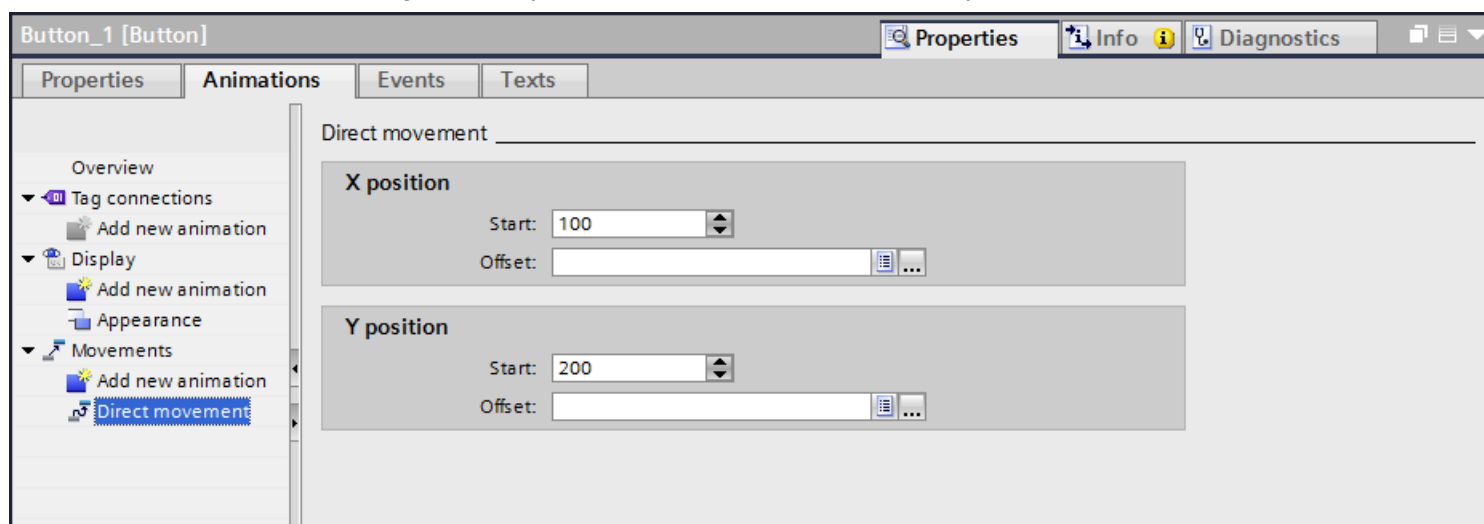 Button_1 [Button]
Properties
Info
Diagnostics
Properties
Animations
Events
Texts
Direct movement
Overview
Tag connections
Add new animation
Display
Add new animation
Appearance
Movements
Add new animation
Direct movement
X position
Start: 100
Offset:
...
Y position
Start: 200
Offset:
...